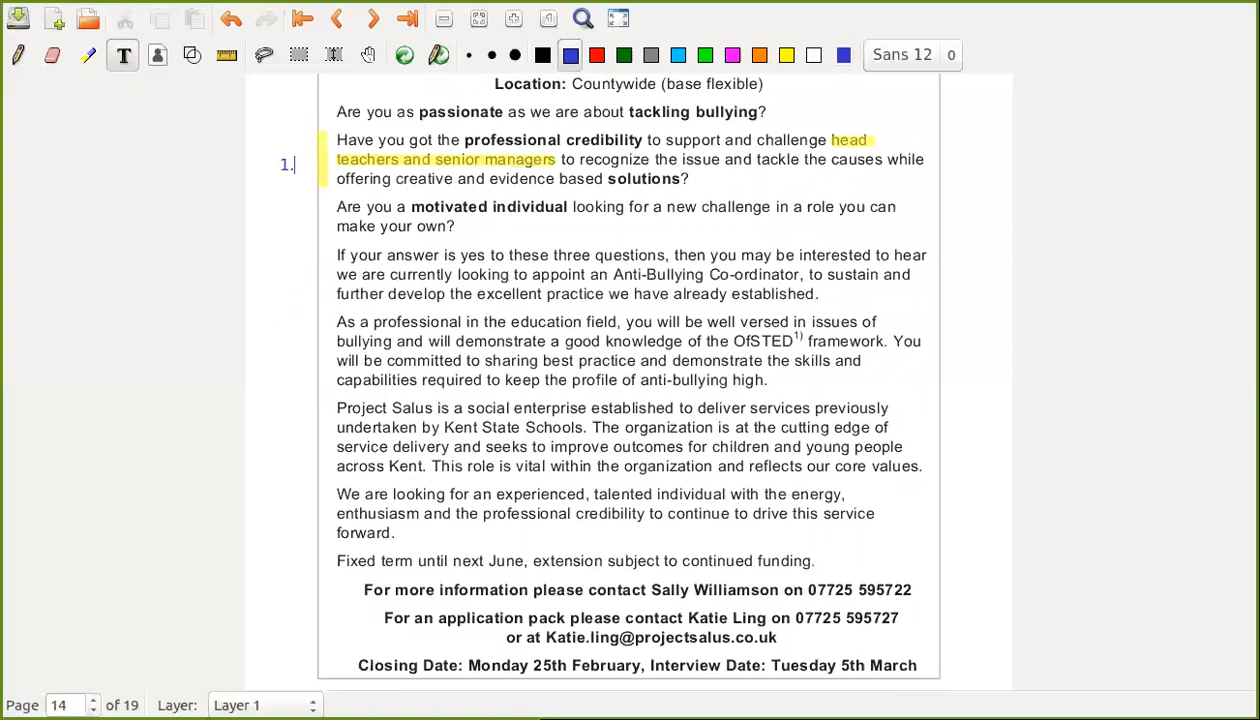 T
Sans 12 0
Location: Countywide (base flexible)
Are you as passionate as we are about tackling bullying?
Have you got the professional credibility to support and challenge head
1. teachers and senior managers to recognize the issue and tackle the causes while
offering creative and evidence based solutions?
Are you a motivated individual looking for a new challenge in a role you can
make your own?
If your answer is yes to these three questions, then you may be interested to hear
we are currently looking to appoint an Anti-Bullying Co-ordinator, to sustain and
further develop the excellent practice we have already established.
As a professional in the education field, you will be well versed in issues of
bullying and will demonstrate a good knowledge of the OfSTED1) framework. You
will be committed to sharing best practice and demonstrate the skills and
capabilities required to keep the profile of anti-bullying high.
Project Salus is a social enterprise established to deliver services previously
undertaken by Kent State Schools. The organization is at the cutting edge of
service delivery and seeks to improve outcomes for children and young people
across Kent. This role is vital within the organization and reflects our core values.
We are looking for an experienced, talented individual with the energy,
enthusiasm and the professional credibility to continue to drive this service
forward.
Fixed term until next June, extension subject to continued funding.
For more information please contact Sally Williamson on 07725 595722
For an application pack please contact Katie Ling on 07725 595727
or at Katie.ling@projectsalus.co.uk
Closing Date: Monday 25th February, Interview Date: Tuesday 5th March
Page 14 of 19 Layer: Layer 1